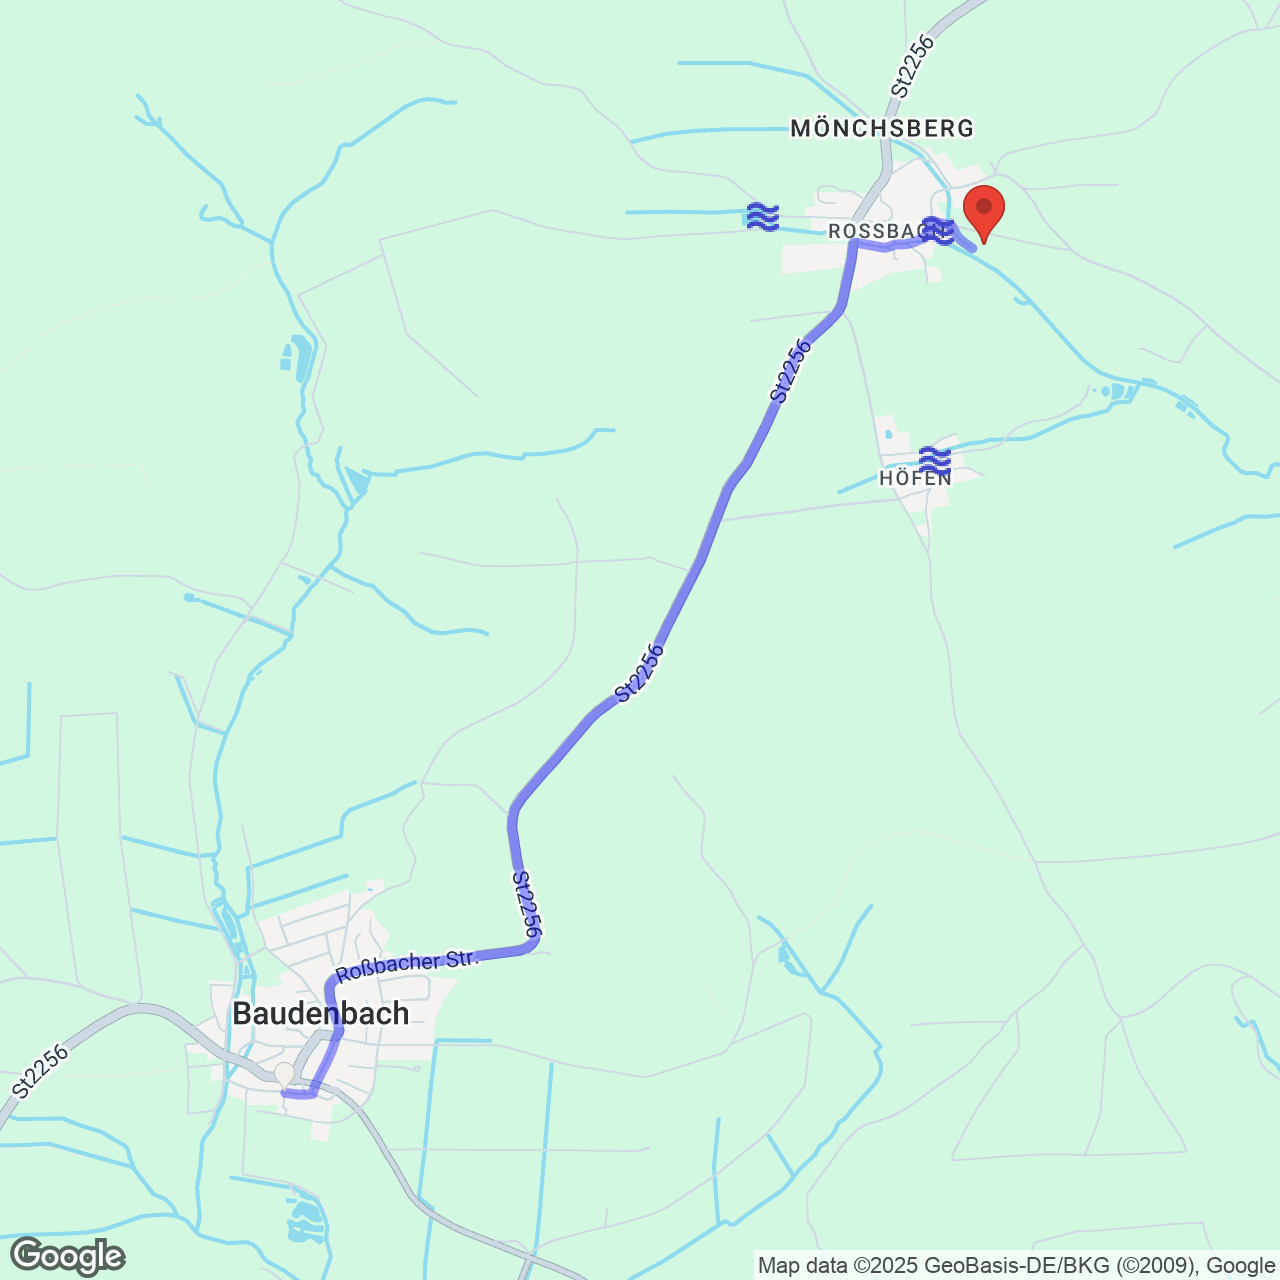 St2256
MÖNCHSBERG
ROSSBACH
St2256
HÖFEN
St2256
St2256
Roßbacher Str.
Baudenbach
St2256
Google
Map data ©2025 GeoBasis-DE/BKG (©2009), Google